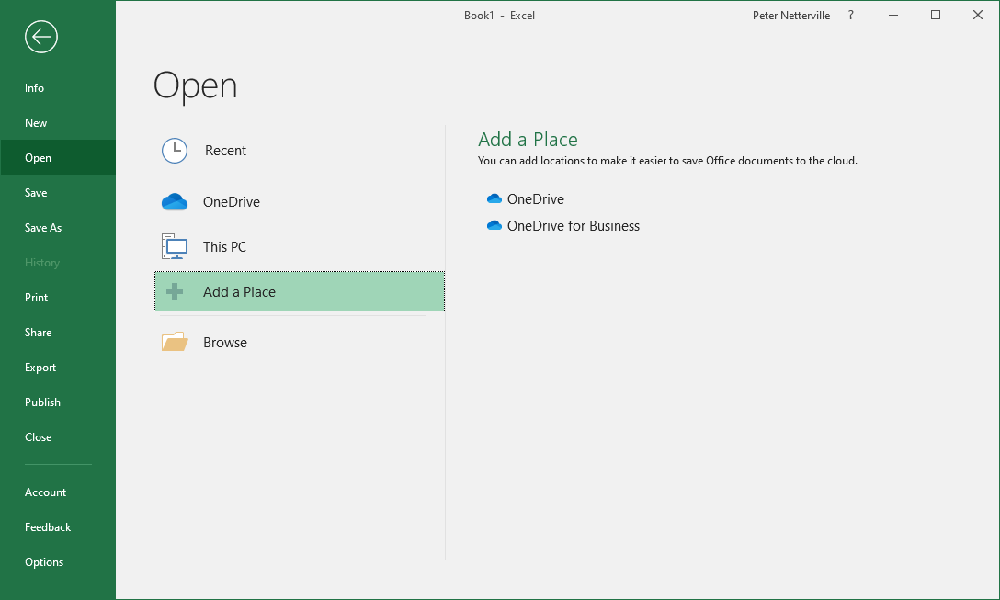 Book1 - Excel
Peter Netterville ?
Info
New
Open
Save
Save As
History
Print
Share
Export
Publish
Close
Account
Feedback
Options
Open
Recent
OneDrive
This PC
Add a Place
Browse
Add a Place
You can add locations to make it easier to save Office documents to the cloud.
OneDrive
OneDrive for Business